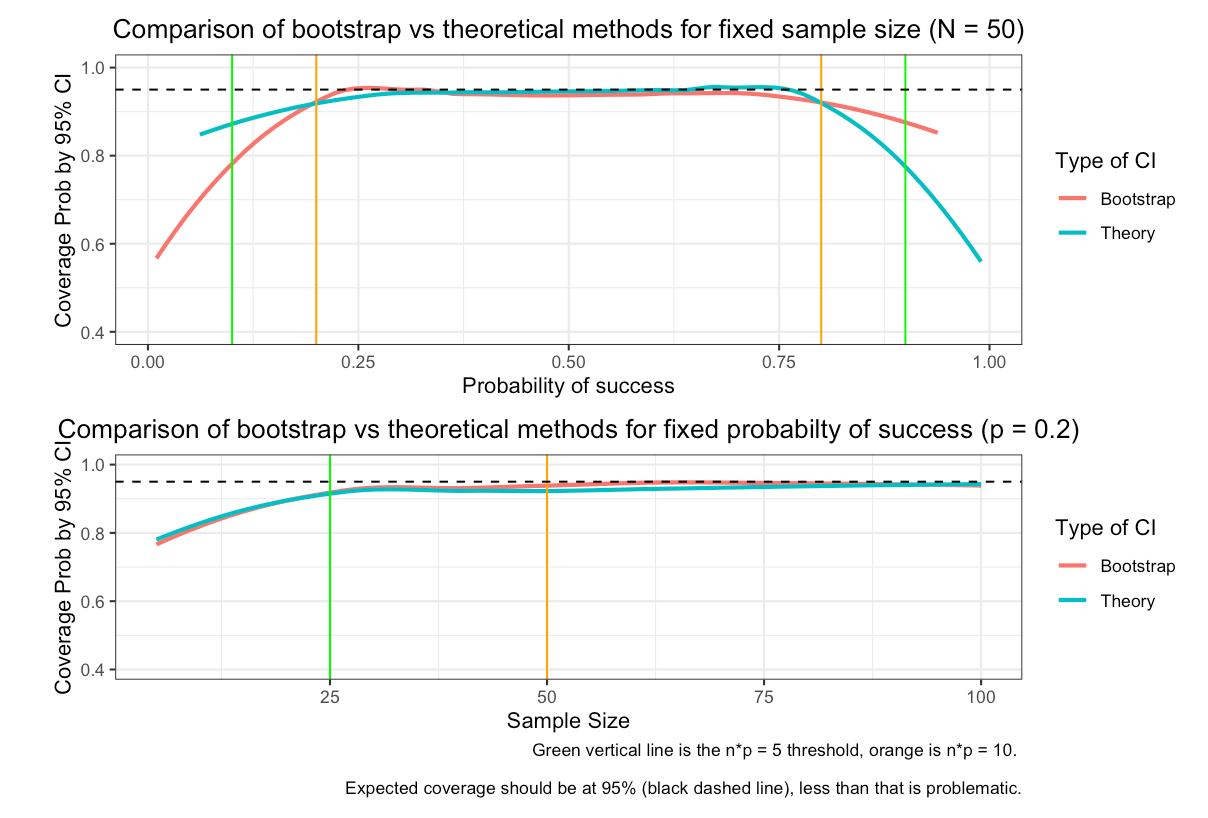 Comparison of bootstrap vs theoretical methods for fixed sample size (N = 50)
Coverage Prob by 95% CI
1.0
0.8
0.6
0.4
0.00 0.25 0.50 0.75 1.00
Probability of success
Type of CI
Bootstrap
Theory
Comparison of bootstrap vs theoretical methods for fixed probabilty of success (p = 0.2)
Coverage Prob by 95% CI
1.0
0.8
0.6
0.4
25 50 75 100
Sample Size
Type of CI
Bootstrap
Theory
Green vertical line is the n*p = 5 threshold, orange is n*p = 10.
Expected coverage should be at 95% (black dashed line), less than that is problematic.